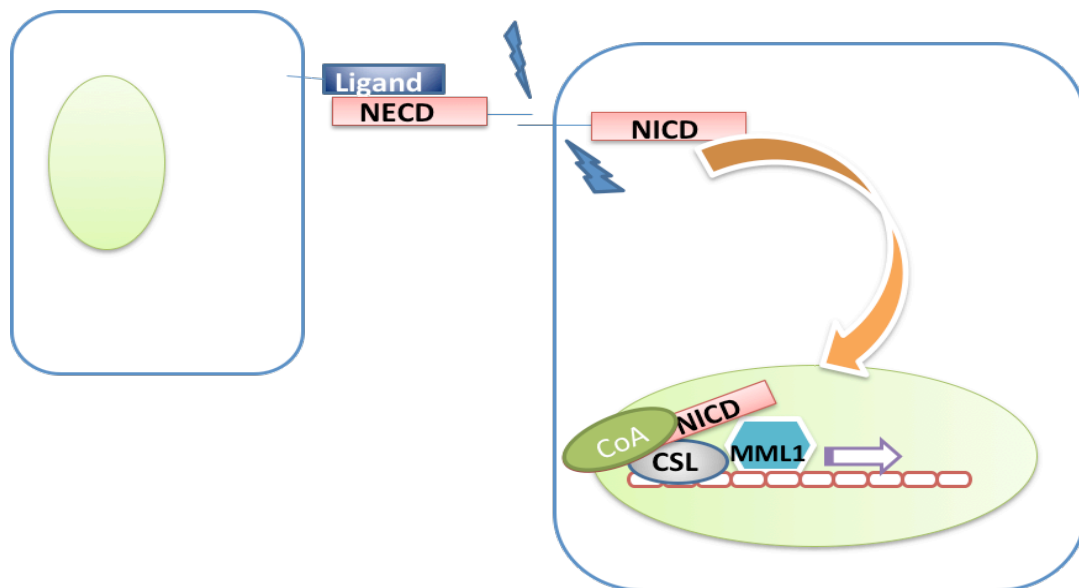 Ligand
NECD
NICD
NICD
CoA
CSL
MML1